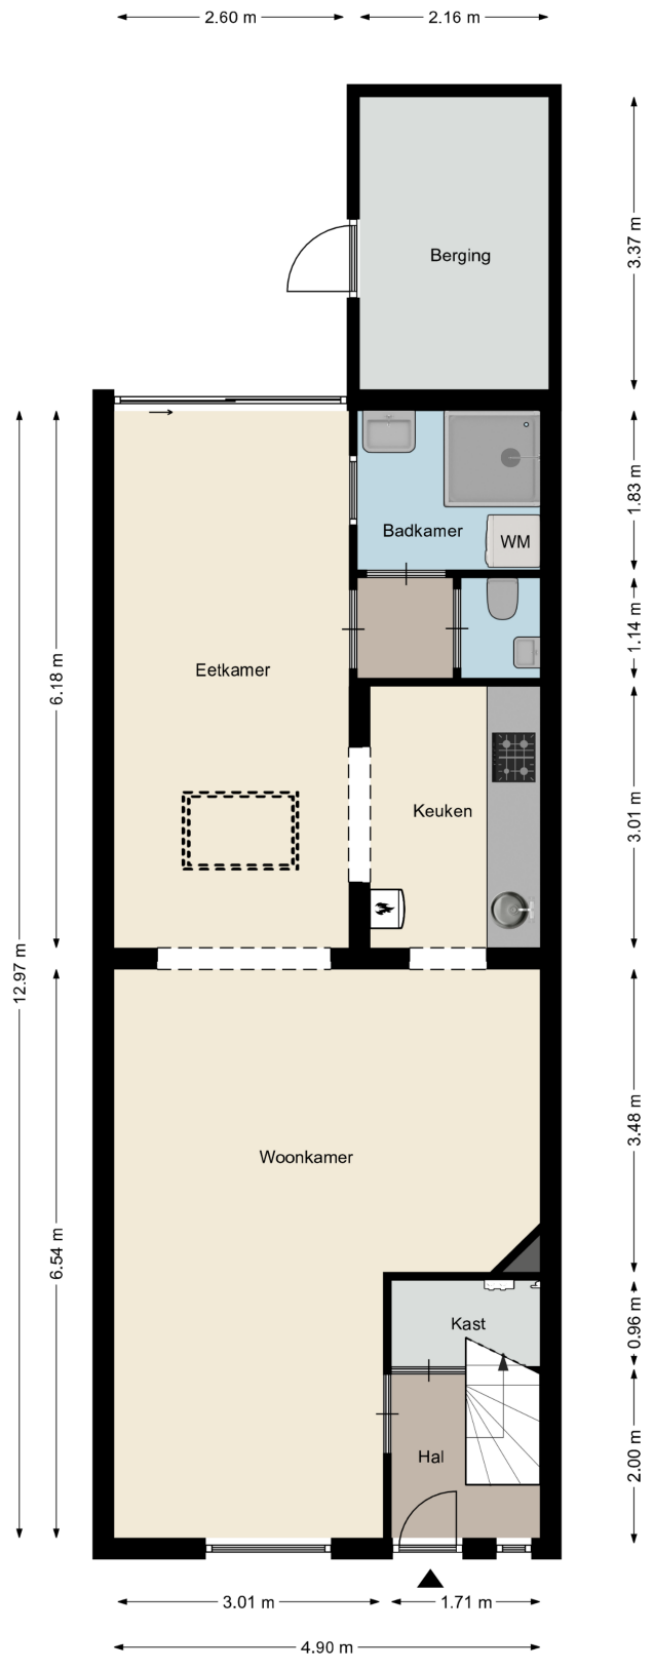 2.60 m
2.16 m
3.37 m
Berging
1.83 m
Badkamer
WM
1.14 m
6.18 m
Eetkamer
Keuken
3.01 m
12.97 m
3.48 m
Woonkamer
6.54 m
Kast
0.96 m
Hal
2.00 m
3.01 m
1.71 m
4.90 m